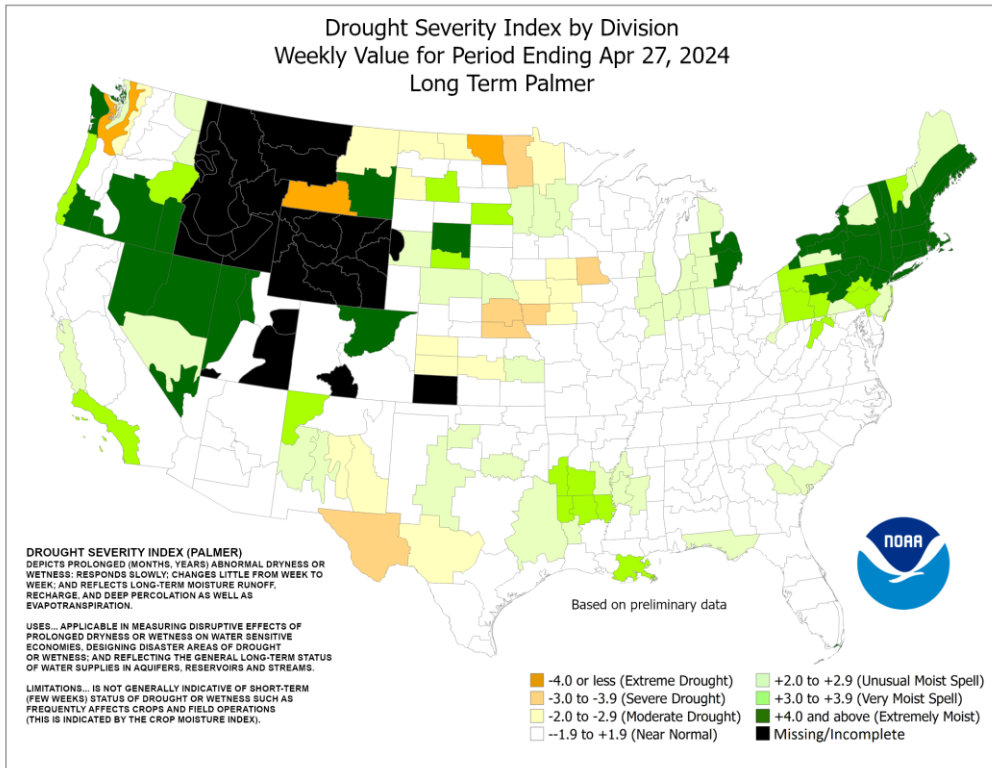 Drought Severity Index by Division
Weekly Value for Period Ending Apr 27, 2024
Long Term Palmer
DROUGHT SEVERITY INDEX (PALMER)
DEPICTS PROLONGED (MONTHS, YEARS) ABNORMAL DRYNESS OR
WETNESS: RESPONDS SLOWLY; CHANGES LITTLE FROM WEEK TO
WEEK; AND REFLECTS LONG-TERM MOISTURE RUNOFF,
RECHARGE, AND DEEP PERCOLATION AS WELL AS
EVAPOTRANSPIRATION.
USES... APPLICABLE IN MEASURING DISRUPTIVE EFFECTS OF
PROLONGED DRYNESS OR WETNESS ON WATER SENSITIVE
ECONOMIES, DESIGNING DISASTER AREAS OF DROUGHT
OR WETNESS; AND REFLECTING THE GENERAL LONG-TERM STATUS
OF WATER SUPPLIES IN AQUIFERS, RESERVOIRS AND STREAMS.
LIMITATIONS... IS NOT GENERALLY INDICATIVE OF SHORT-TERM
(FEW WEEKS) STATUS OF DROUGHT OR WETNESS SUCH AS
FREQUENTLY AFFECTS CROPS AND FIELD OPERATIONS
(THIS IS INDICATED BY THE CROP MOISTURE INDEX).
NOAA
Based on preliminary data
-4.0 or less (Extreme Drought)
-3.0 to -3.9 (Severe Drought)
-2.0 to -2.9 (Moderate Drought)
--1.9 to +1.9 (Near Normal)
+2.0 to +2.9 (Unusual Moist Spell)
+3.0 to +3.9 (Very Moist Spell)
+4.0 and above (Extremely Moist)
Missing/Incomplete